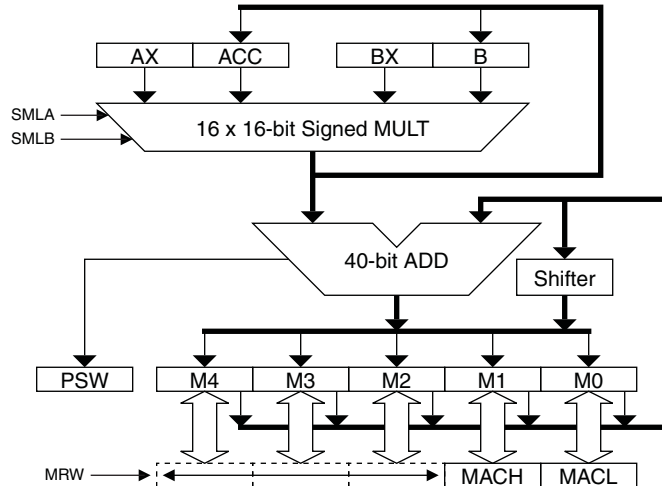 AX ACC BX B
SMLA
16 x 16-bit Signed MULT
SMLB
40-bit ADD
Shifter
PSW M4 M3 M2 M1 M0
MRW MACH MACL